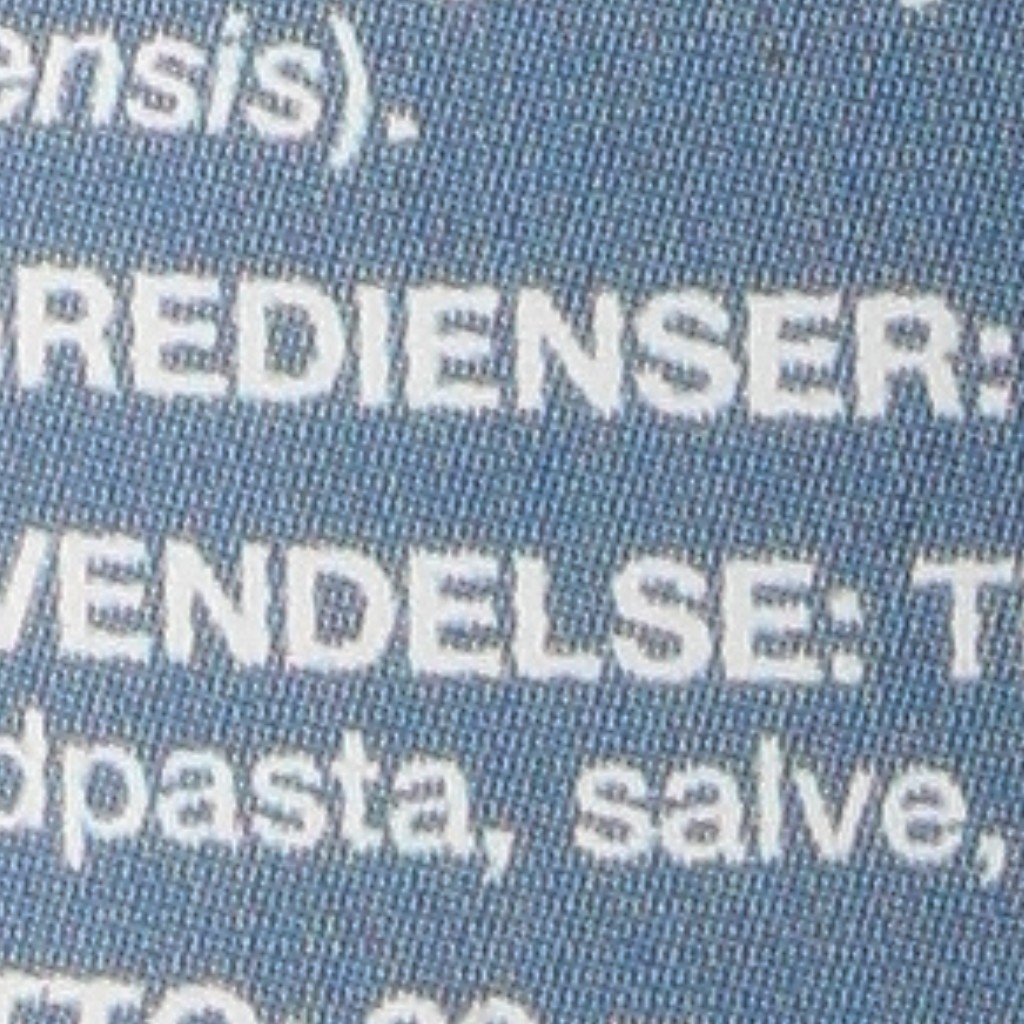 ensis).
REDIENSER:
VENDELSE: T
dpasta, salve,